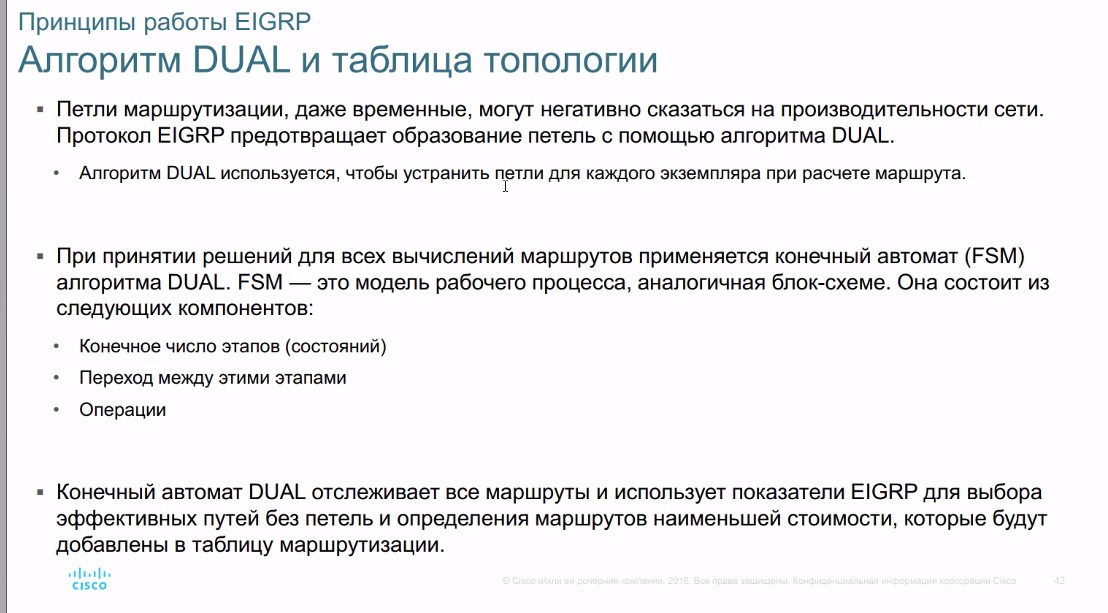 Принципы работы EIGRP
Алгоритм DUAL и таблица топологии
▪ Петли маршрутизации, даже временные, могут негативно сказаться на производительности сети.
Протокол EIGRP предотвращает образование петель с помощью алгоритма DUAL.
• Алгоритм DUAL используется, чтобы устранить петли для каждого экземпляра при расчете маршрута.
▪ При принятии решений для всех вычислений маршрутов применяется конечный автомат (FSM)
алгоритма DUAL. FSM — это модель рабочего процесса, аналогичная блок-схеме. Она состоит из
следующих компонентов:
• Конечное число этапов (состояний)
• Переход между этими этапами
• Операции
▪ Конечный автомат DUAL отслеживает все маршруты и использует показатели EIGRP для выбора
эффективных путей без петель и определения маршрутов наименьшей стоимости, которые будут
добавлены в таблицу маршрутизации.
CISCO
© Cisco и/или ее дочерние компании, 2016. Все права защищены. Конфиденциальная информация корпорации Cisco
42